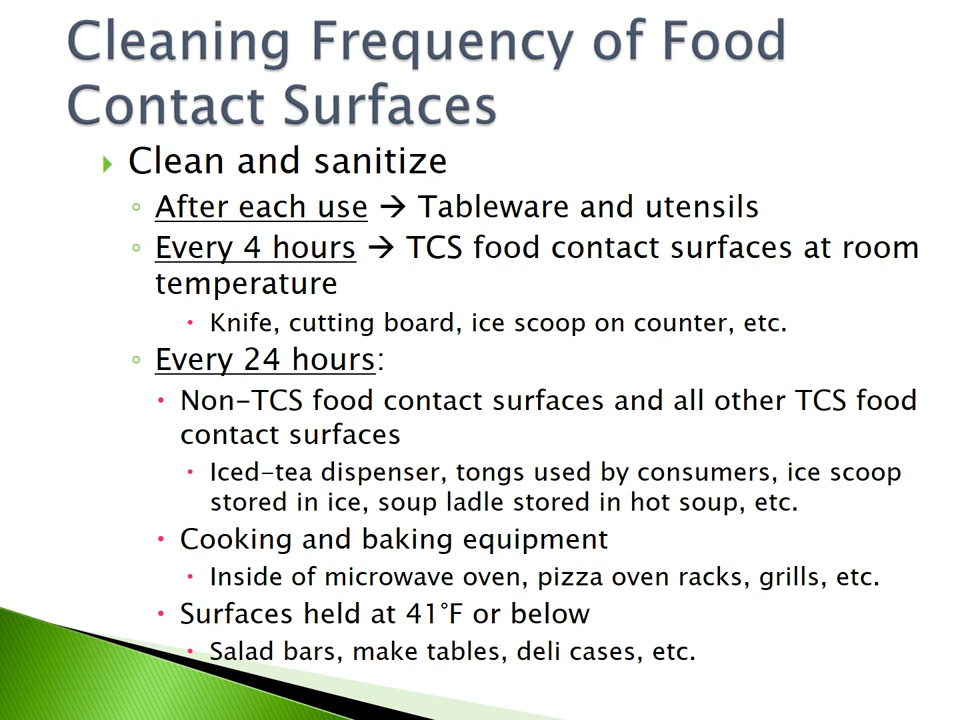 Cleaning Frequency of Food
Contact Surfaces
Clean and sanitize
After each use → Tableware and utensils
Every 4 hours → TCS food contact surfaces at room
temperature
Knife, cutting board, ice scoop on counter, etc.
Every 24 hours:
Non-TCS food contact surfaces and all other TCS food
contact surfaces
Iced-tea dispenser, tongs used by consumers, ice scoop
stored in ice, soup ladle stored in hot soup, etc.
Cooking and baking equipment
Inside of microwave oven, pizza oven racks, grills, etc.
Surfaces held at 41°F or below
Salad bars, make tables, deli cases, etc.